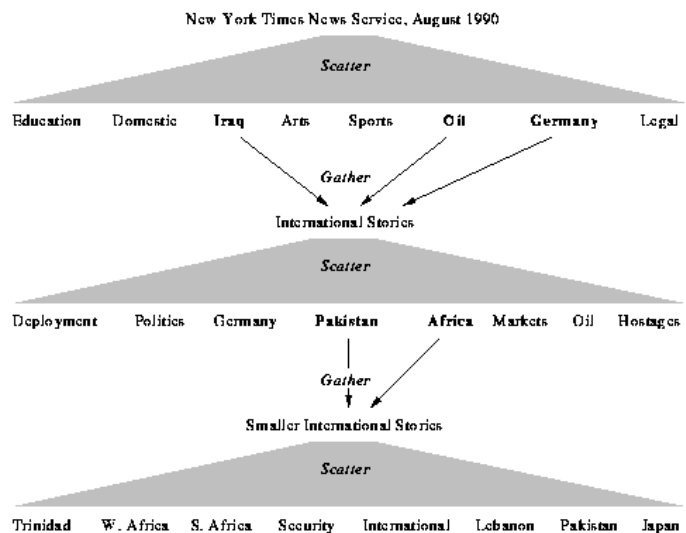 New York Times News Service, August 1990
Scatter
Education Domestic Iraq Arts Sports Oil Germany Legal
Gather
International Stories
Scatter
Deployment Politics Germany Pakistan Africa Markets Oil Hostages
Gather
Smaller International Stories
Scatter
Trinidad W. Africa S. Africa Security International Lebanon Pakistan Japan